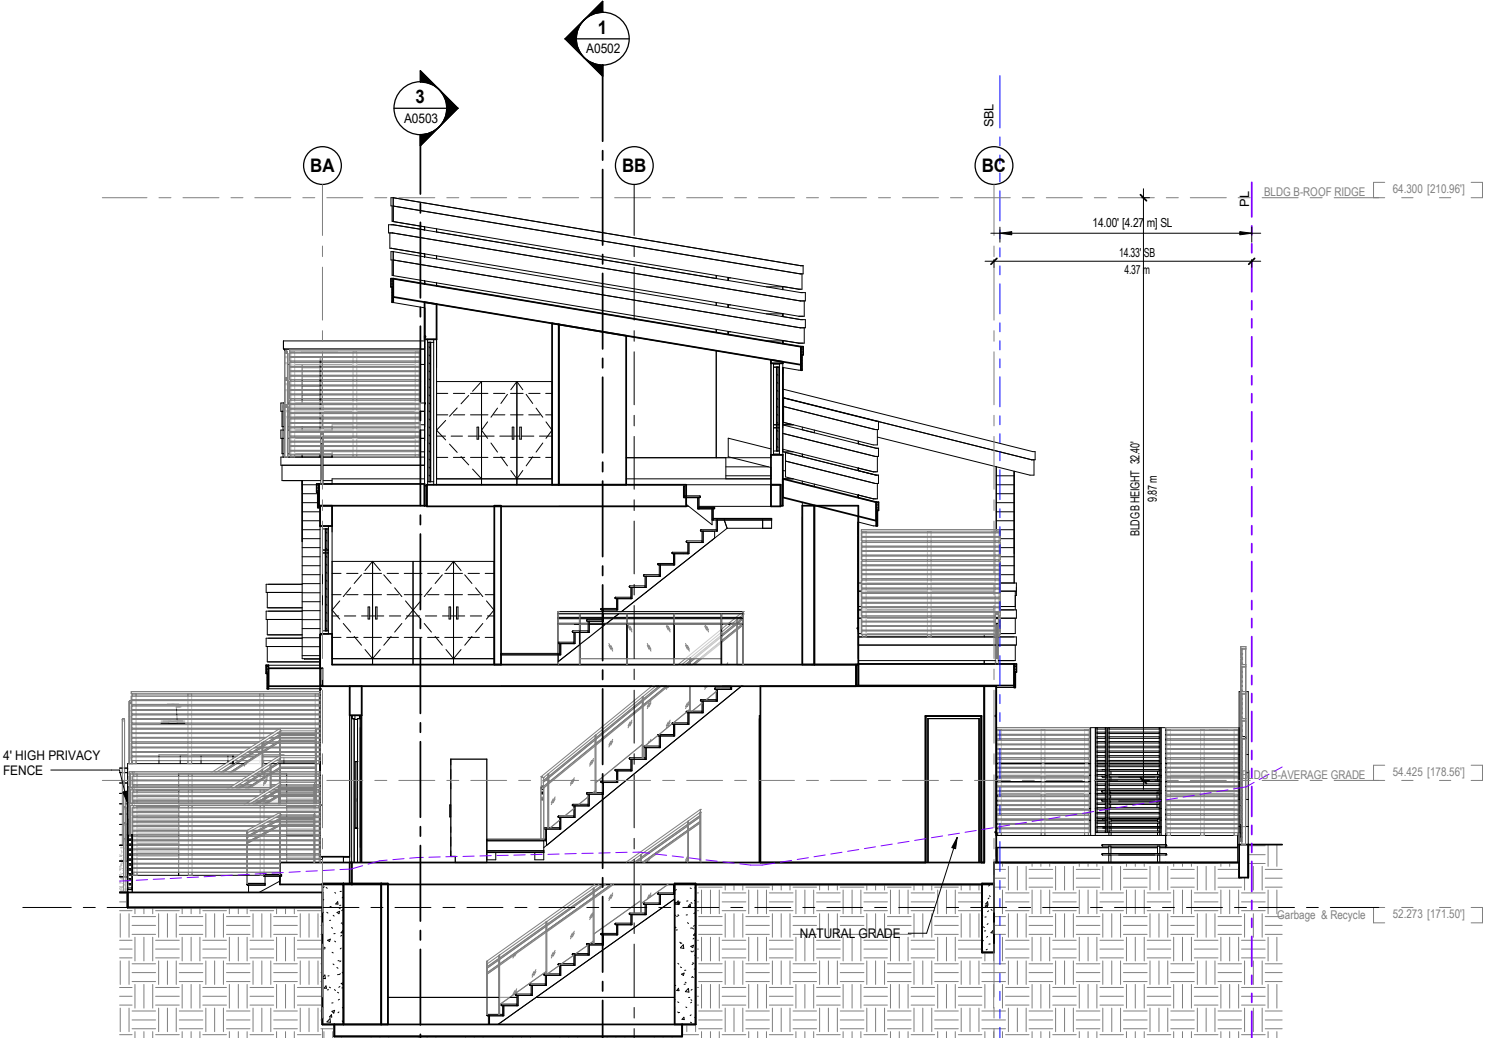 1
A0502
3
A0503
SBL
BA
BB
BC
PL
BLDG B-ROOF RIDGE
64.300 [210.96']
14.00' [4.27 m] SL
14.33' SB
4.37 m
BLDG B HEIGHT 32.40'
9.87 m
4' HIGH PRIVACY
FENCE
BLDG B-AVERAGE GRADE
54.425 [178.56']
NATURAL GRADE
Garbage & Recycle
52.273 [171.50']